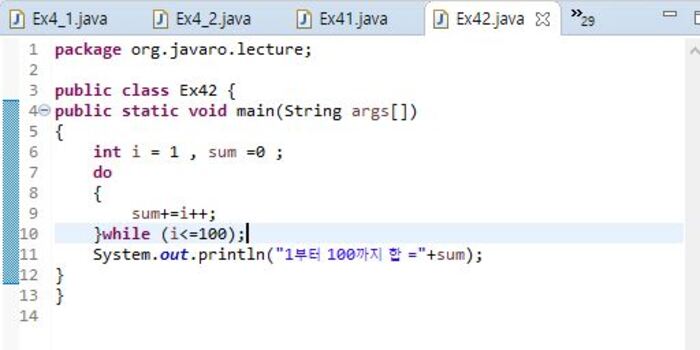 Ex4_1.java Ex4_2.java Ex41.java Ex42.java »29
1 package org.javaro.lecture;
2
3 public class Ex42 {
4 public static void main(String args[])
5 {
6 int i = 1 , sum =0 ;
7 do
8 {
9 sum+=i++;
10 }while (i<=100);
11 System.out.println("1부터 100까지 합 ="+sum);
12 }
13 }
14